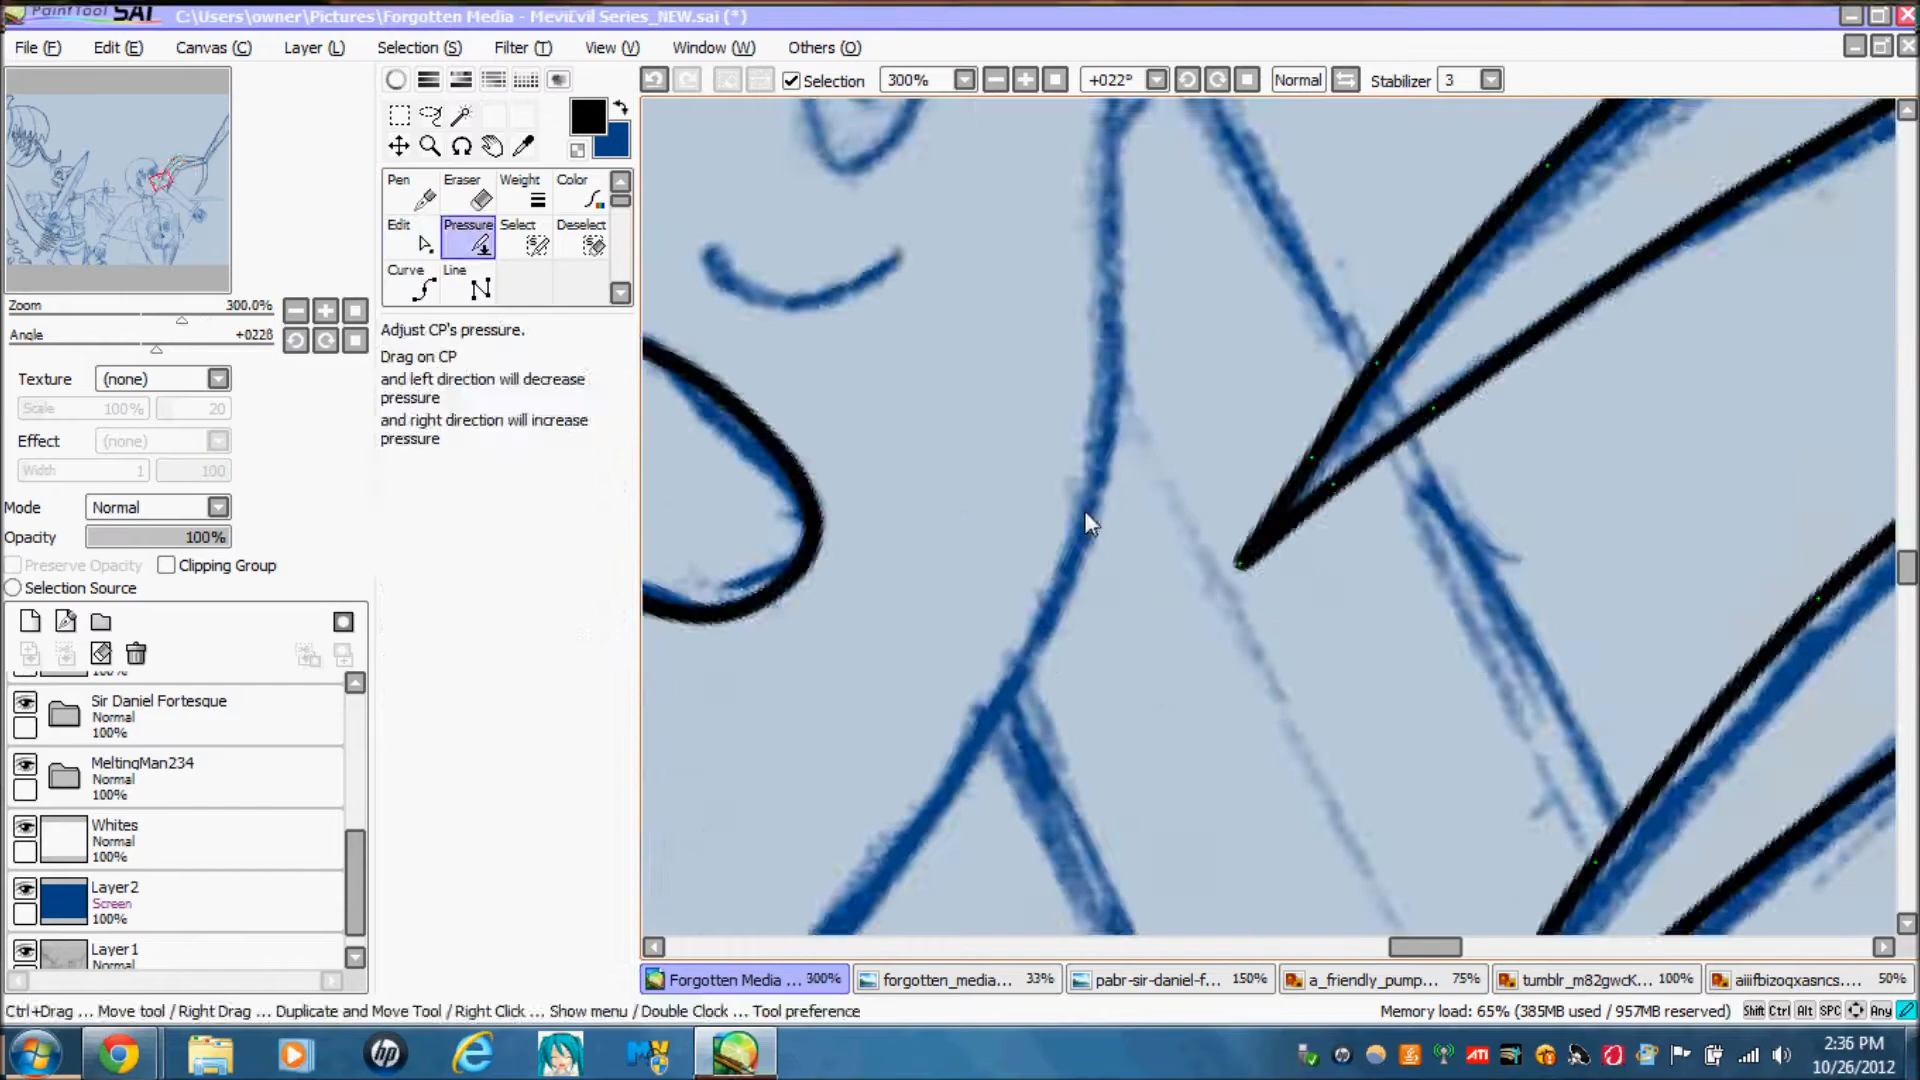 PaintTool SAI C:\Users\owner\Pictures\Forgotten Media - MeviEvil Series_NEW.sai (*)
File (F) Edit (E) Canvas (C) Layer (L) Selection (S) Filter (T) View (V) Window (W) Others (O)
Selection 300% +022° Normal Stabilizer 3
Pen Eraser Weight Color
Edit Pressure Select Deselect
Curve Line
Zoom 300.0%
Angle +022ß
Adjust CP's pressure.
Drag on CP
and left direction will decrease
pressure
and right direction will increase
pressure
Texture (none)
Scale 100% 20
Effect (none)
Width 1 100
Mode Normal
Opacity 100%
Preserve Opacity Clipping Group
Selection Source
100%
Sir Daniel Fortesque
Normal
100%
MeltingMan234
Normal
100%
Whites
Normal
100%
Layer2
Screen
100%
Layer1
Normal
Forgotten Media ... 300% forgotten_media... 33% pabr-sir-daniel-f... 150% a_friendly_pump... 75% tumblr_m82gwcK... 100% aiiifbizoqxasncs.... 50%
Ctrl+Drag ... Move tool / Right Drag ... Duplicate and Move Tool / Right Click ... Show menu / Double Clock ... Tool preference
Memory load: 65% (385MB used / 957MB reserved) Shift Ctrl Alt SPC Any
hp ATI 2:36 PM
10/26/2012